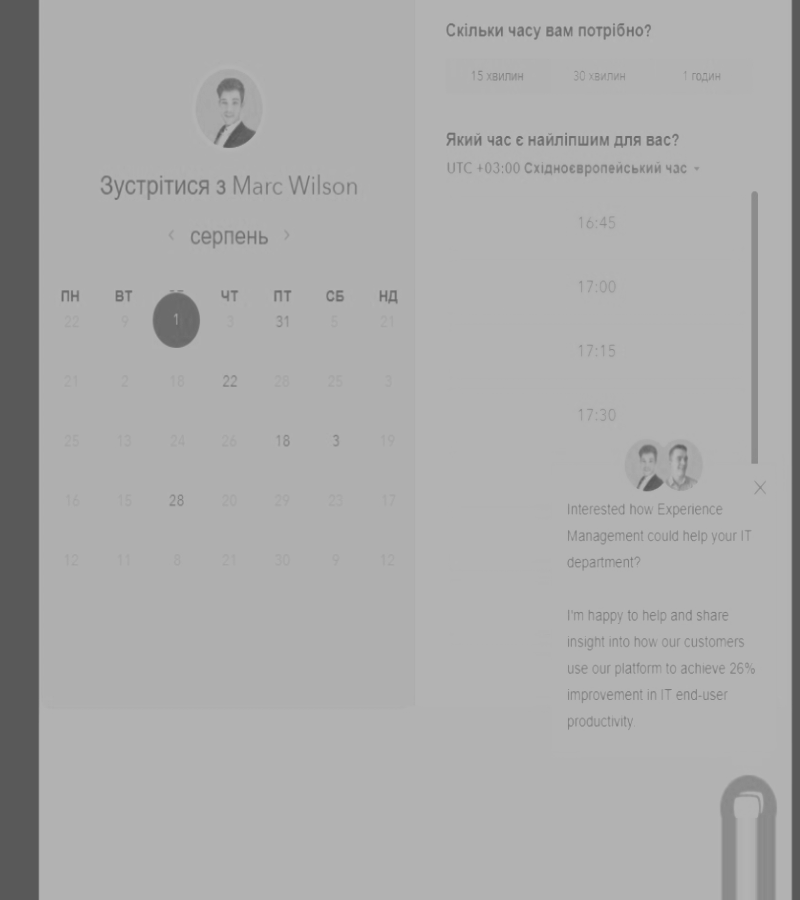 Зустрітися з Marc Wilson
серпень
ПН ВТ ЧТ ПТ СБ НД
22 9 1 3 31 5 21
21 2 18 22 28 25 3
25 13 24 26 18 3 19
16 15 28 20 29 23 17
12 11 8 21 30 9 12
Скільки часу вам потрібно?
15 хвилин 30 хвилин 1 годин
Який час є найліпшим для вас?
UTC +03:00 Східноєвропейський час
16:45
17:00
17:15
17:30
Interested how Experience
Management could help your IT
department?
I'm happy to help and share
insight into how our customers
use our platform to achieve 26%
improvement in IT end-user
productivity.